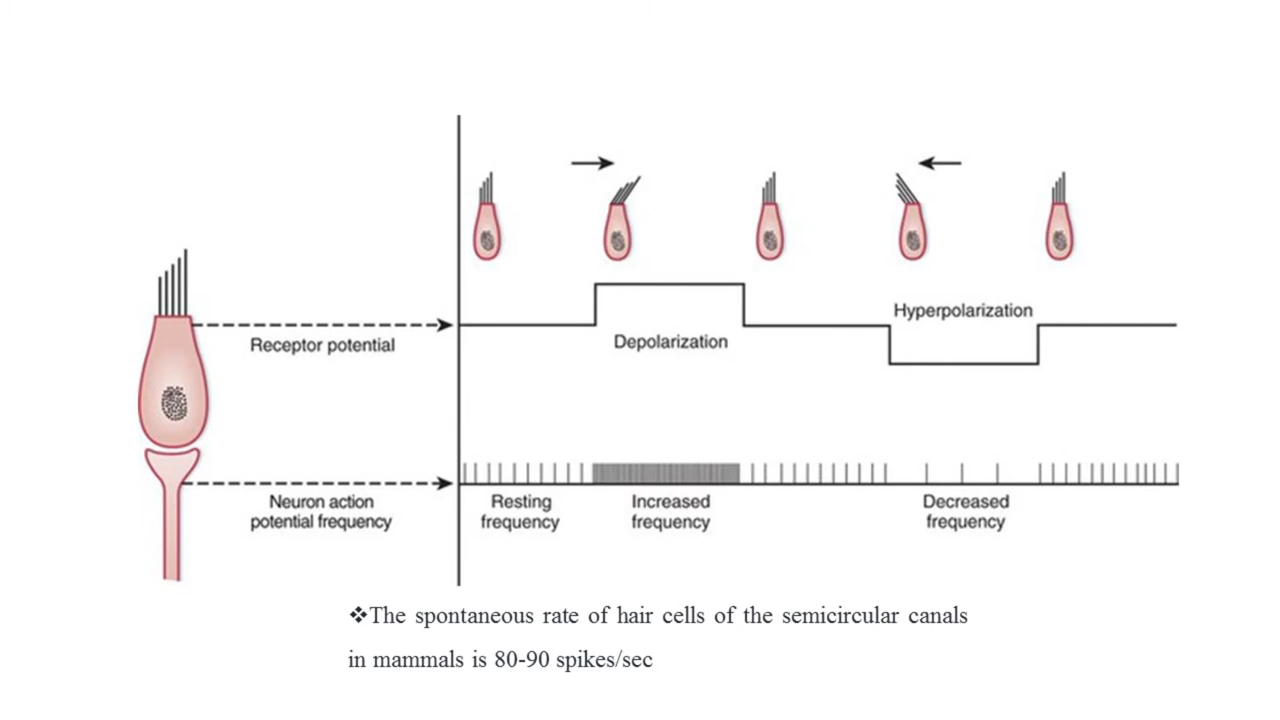 Hyperpolarization
Depolarization
Receptor potential
Neuron action
potential frequency
Resting
frequency
Increased
frequency
Decreased
frequency
❖The spontaneous rate of hair cells of the semicircular canals
in mammals is 80-90 spikes/sec